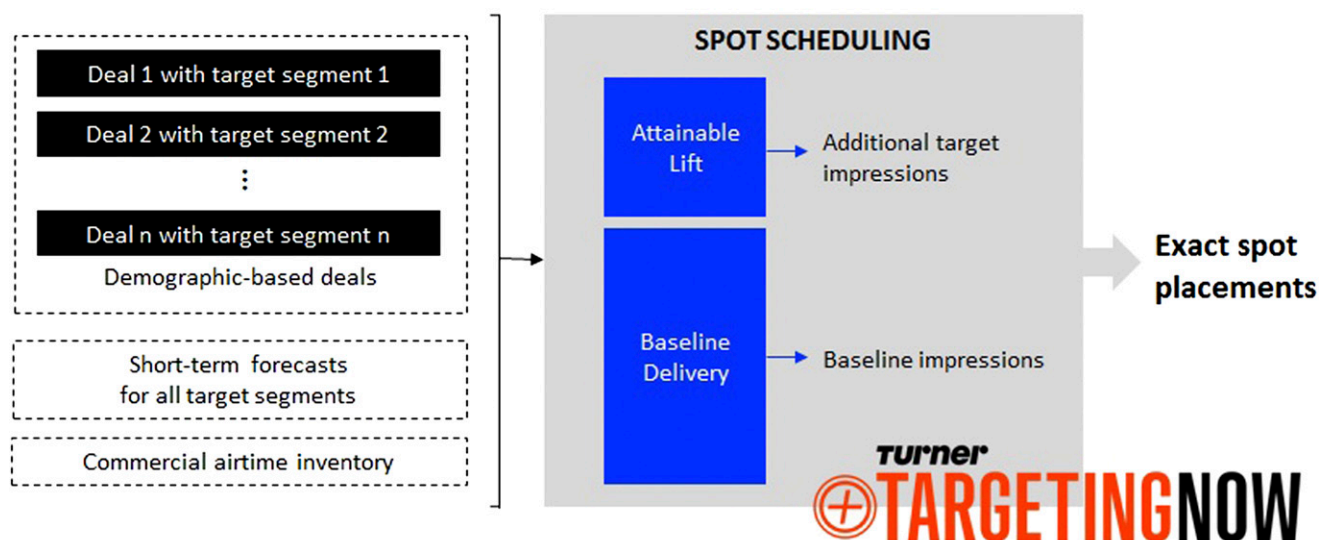 Deal 1 with target segment 1
Deal 2 with target segment 2
⋮
Deal n with target segment n
Demographic-based deals
Short-term forecasts
for all target segments
Commercial airtime inventory
SPOT SCHEDULING
Attainable
Lift
Additional target
impressions
Baseline
Delivery
Baseline impressions
Exact spot
placements
Turner
TARGETINGNOW